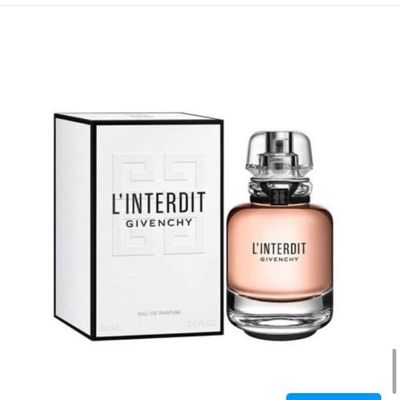 L'INTERDIT
GIVENCHY
EAU DE PARFUM
L'INTERDIT
GIVENCHY